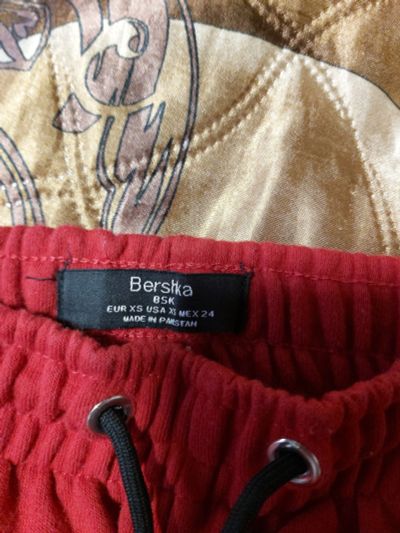 Bershka
BSK
EUR XS USA XS MEX 24
MADE IN PAKISTAN